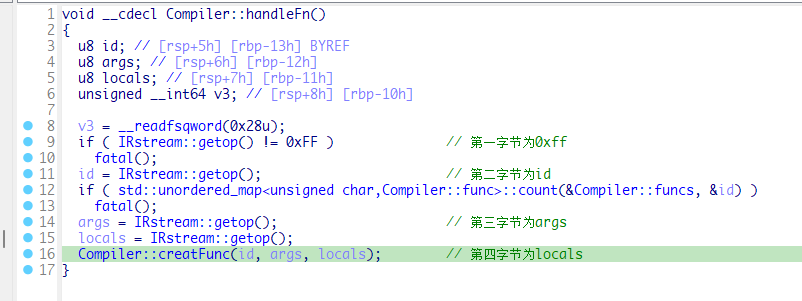 1 void __cdecl Compiler::handleFn()
2 {
3 u8 id; // [rsp+5h] [rbp-13h] BYREF
4 u8 args; // [rsp+6h] [rbp-12h]
5 u8 locals; // [rsp+7h] [rbp-11h]
6 unsigned __int64 v3; // [rsp+8h] [rbp-10h]
7
8 v3 = __readfsqword(0x28u);
9 if ( IRstream::getop() != 0xFF ) // 第一字节为0xff
10 fatal();
11 id = IRstream::getop(); // 第二字节为id
12 if ( std::unordered_map<unsigned char,Compiler::func>::count(&Compiler::funcs, &id) )
13 fatal();
14 args = IRstream::getop(); // 第三字节为args
15 locals = IRstream::getop();
16 Compiler::creatFunc(id, args, locals); // 第四字节为locals
17 }